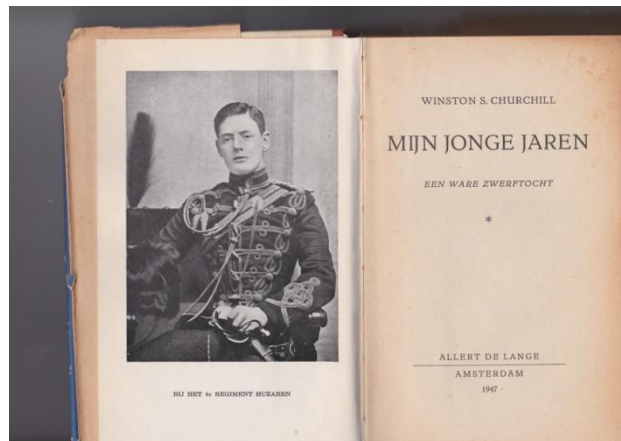 BIJ HET 4e REGIMENT HUZAREN
WINSTON S. CHURCHILL
MIJN JONGE JAREN
EEN WARE ZWERFTOCHT
*
ALLERT DE LANGE
AMSTERDAM
1947